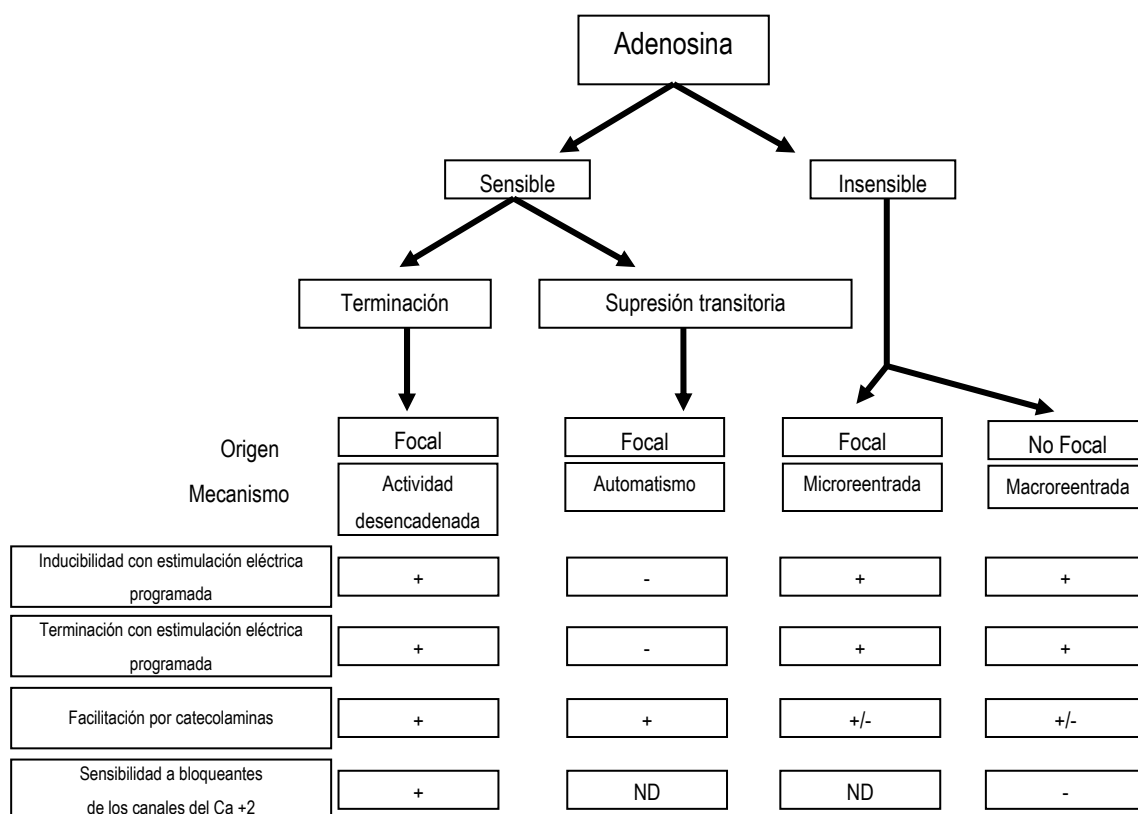 Adenosina
Sensible
Insensible
Terminación
Supresión transitoria
Origen
Focal
Focal
Focal
No Focal
Mecanismo
Actividad
desencadenada
Automatismo
Microreentrada
Macroreentrada
Inducibilidad con estimulación eléctrica
programada
+
-
+
+
Terminación con estimulación eléctrica
programada
+
-
+
+
Facilitación por catecolaminas
+
+
+/-
+/-
Sensibilidad a bloqueantes
de los canales del Ca +2
+
ND
ND
-